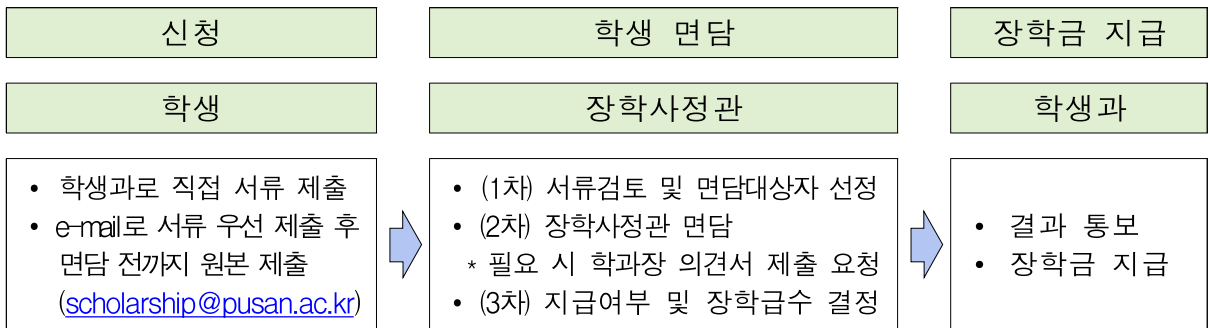 신청
학생
• 학생과로 직접 서류 제출
• e-mail로 서류 우선 제출 후
면담 전까지 원본 제출
(scholarship@pusan.ac.kr)
학생 면담
장학사정관
• (1차) 서류검토 및 면담대상자 선정
• (2차) 장학사정관 면담
* 필요 시 학과장 의견서 제출 요청
• (3차) 지급여부 및 장학급수 결정
장학금 지급
학생과
• 결과 통보
• 장학금 지급